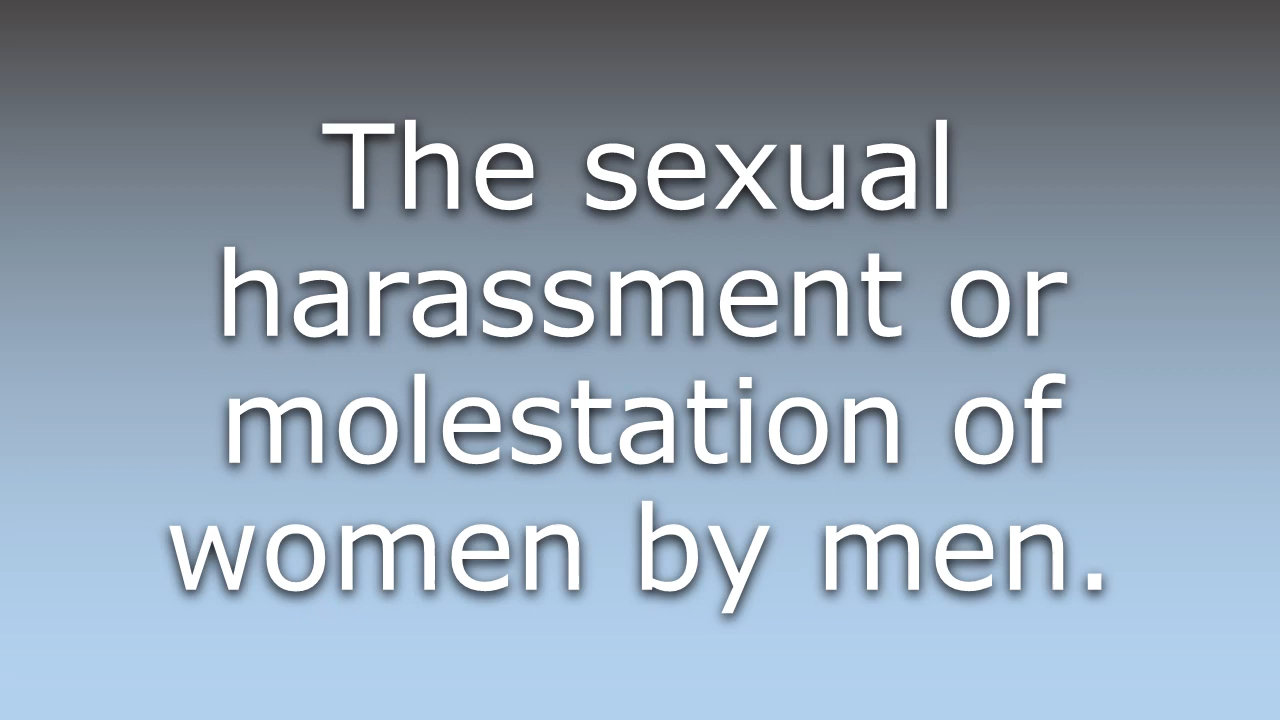 The sexual
harassment or
molestation of
women by men.